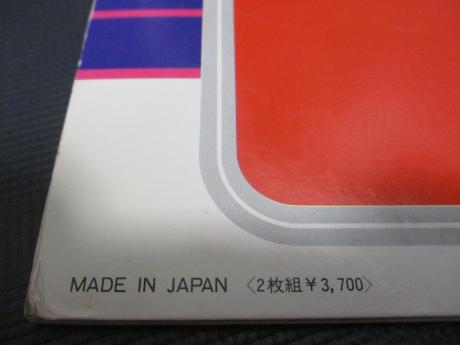 MADE IN JAPAN 〈2枚組¥3,700〉